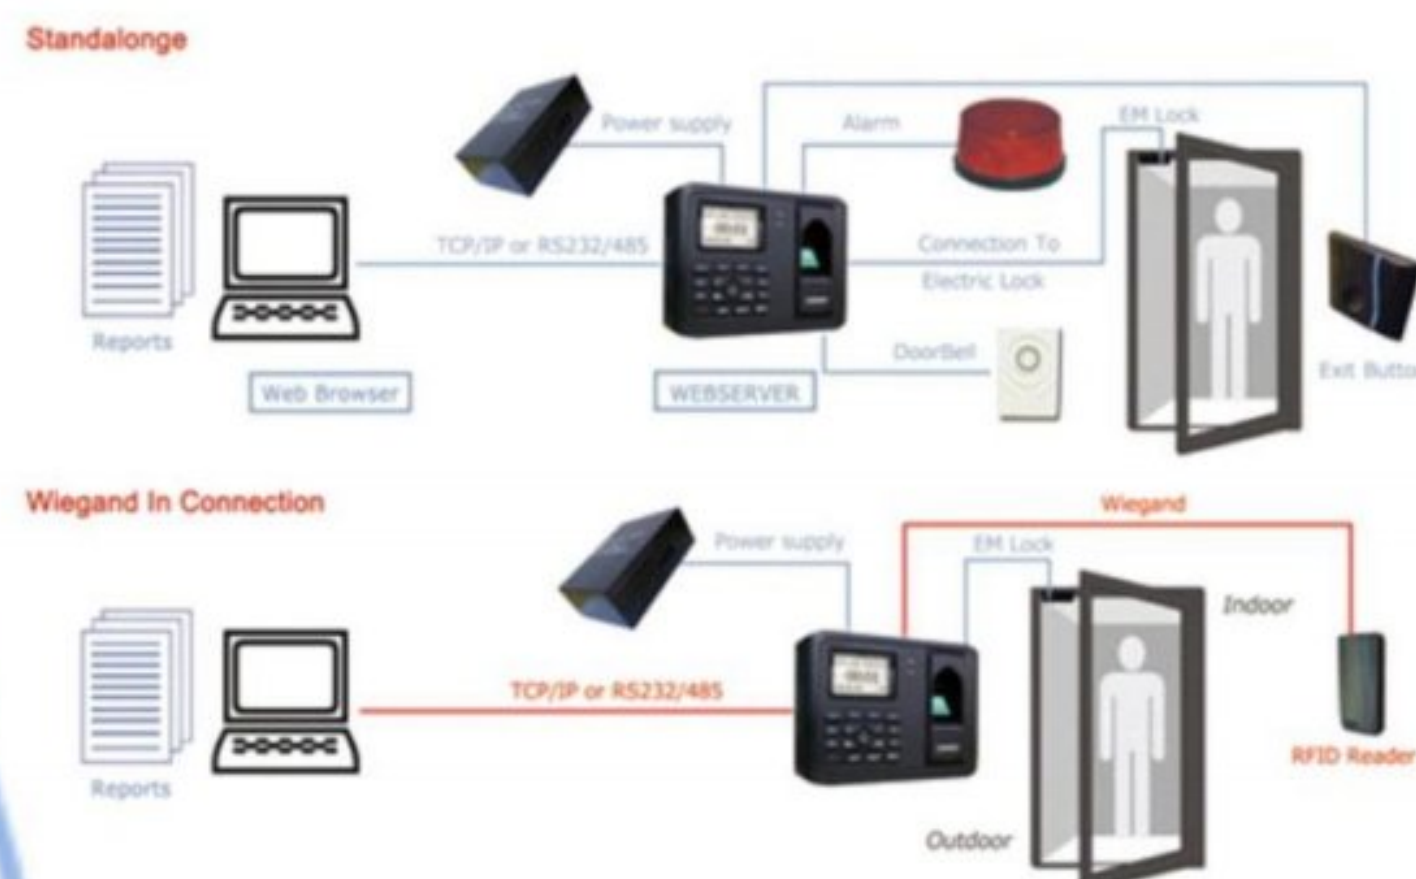 Standalonge
Power supply
Alarm
EM Lock
TCP/IP or RS232/485
Connection To
Electric Lock
Reports
DoorBell
Exit Butto
Web Browser
WEBSERVER
Wiegand In Connection
Wiegand
Power supply
EM Lock
Indoor
TCP/IP or RS232/485
RFID Reader
Reports
Outdoor